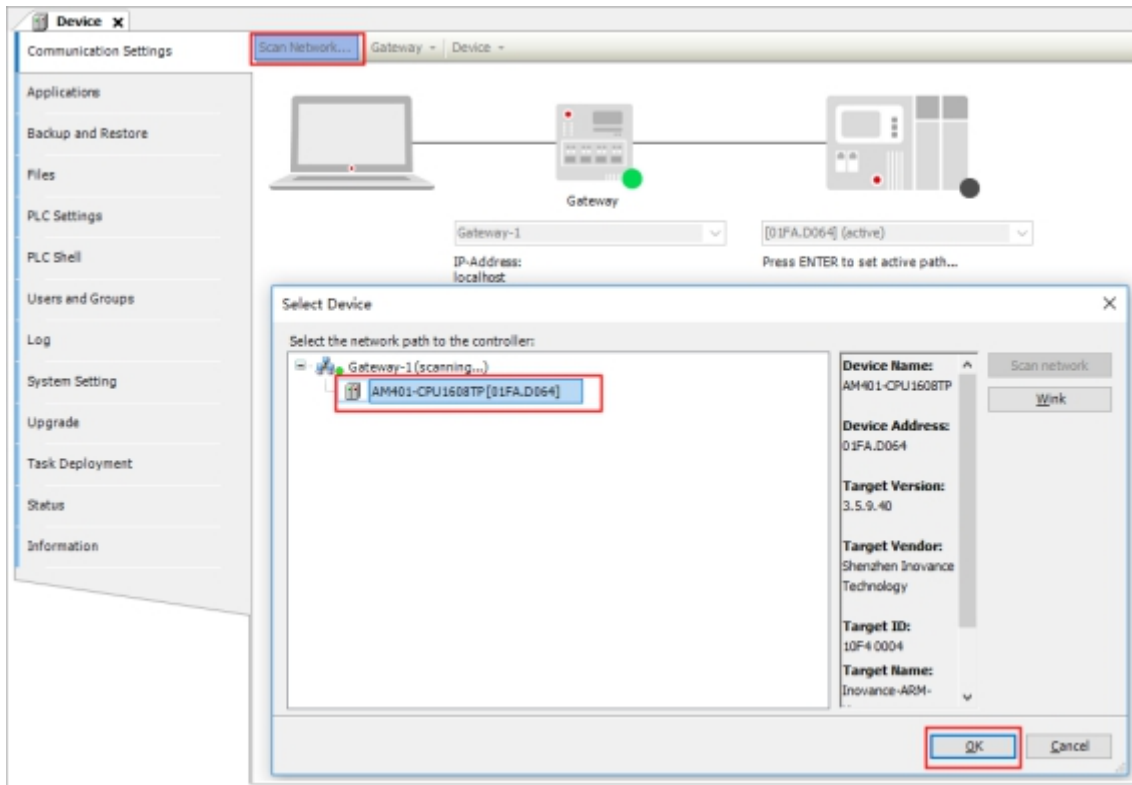 Device x
Communication Settings
Applications
Backup and Restore
Files
PLC Settings
PLC Shell
Users and Groups
Log
System Setting
Upgrade
Task Deployment
Status
Information
Scan Network... Gateway Device
Gateway
Gateway-1
[01FA.D064] (active)
IP-Address:
localhost
Press ENTER to set active path...
Select Device
Select the network path to the controller:
Gateway-1 (scanning...)
AM401-CPU1608TP [01FA.D064]
Device Name:
AM401-CPU1608TP
Device Address:
01FA.D064
Target Version:
3.5.9.40
Target Vendor:
Shenzhen Inovance
Technology
Target ID:
10F4 0004
Target Name:
Inovance-ARM-
Scan network
Wink
OK Cancel